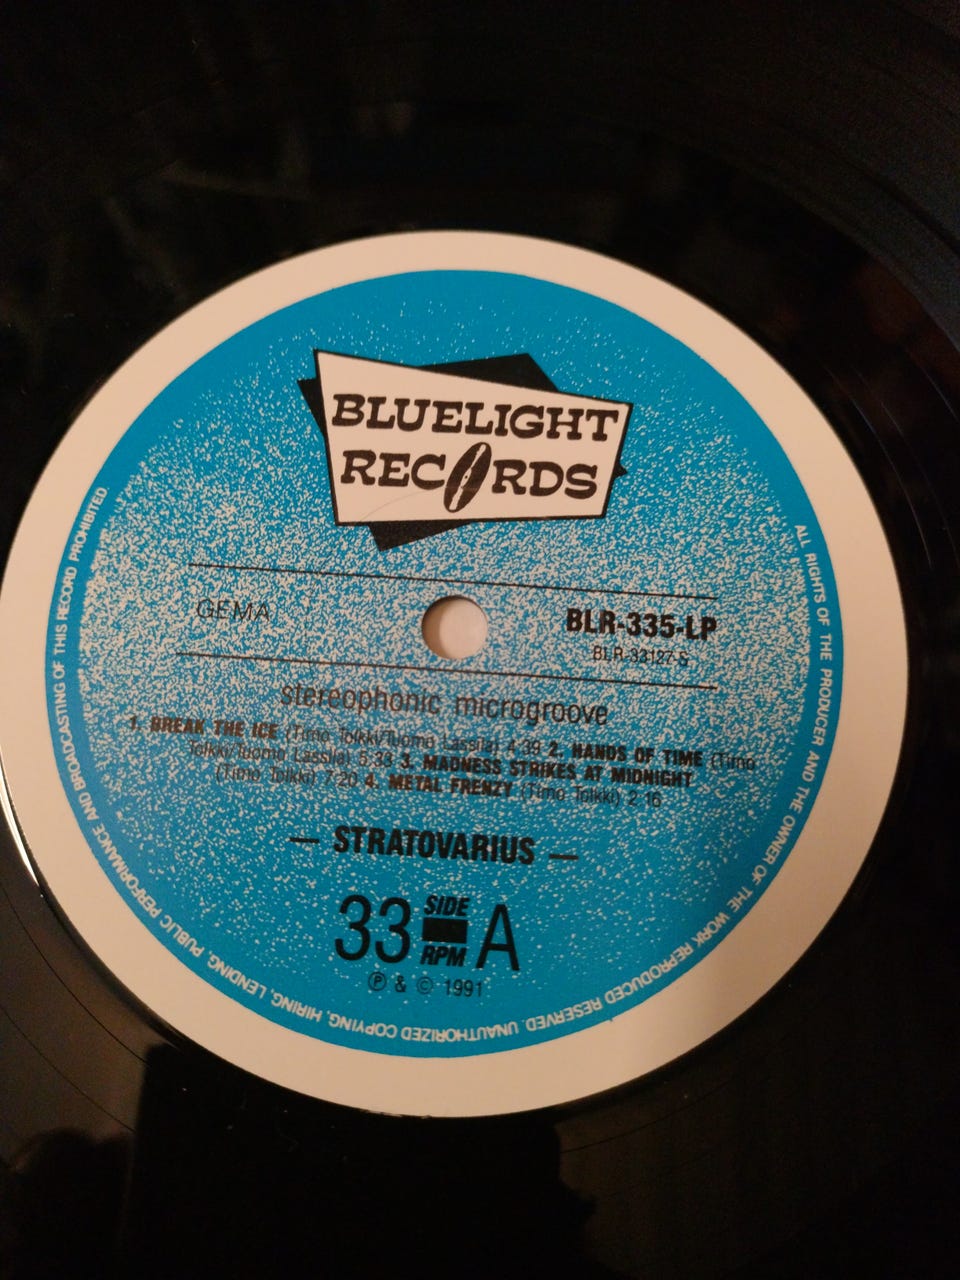 BLUELIGHT
RECORDS
GEMA
BLR-335-LP
BLR-33127-S
stereophonic microgroove
1. BREAK THE ICE (Timo Tolkki/Tuomo Lassila) 4:39 2. HANDS OF TIME (Timo
Tolkki/Tuomo Lassila) 5:33 3. MADNESS STRIKES AT MIDNIGHT
(Timo Tolkki) 7:20 4. METAL FRENZY (Timo Tolkki) 2:16
— STRATOVARIUS —
SIDE
33 A
RPM
℗ & © 1991
ALL RIGHTS OF THE PRODUCER AND THE OWNER OF THE WORK REPRODUCED RESERVED. UNAUTHORIZED COPYING, HIRING, LENDING, PUBLIC PERFORMANCE AND BROADCASTING OF THIS RECORD PROHIBITED